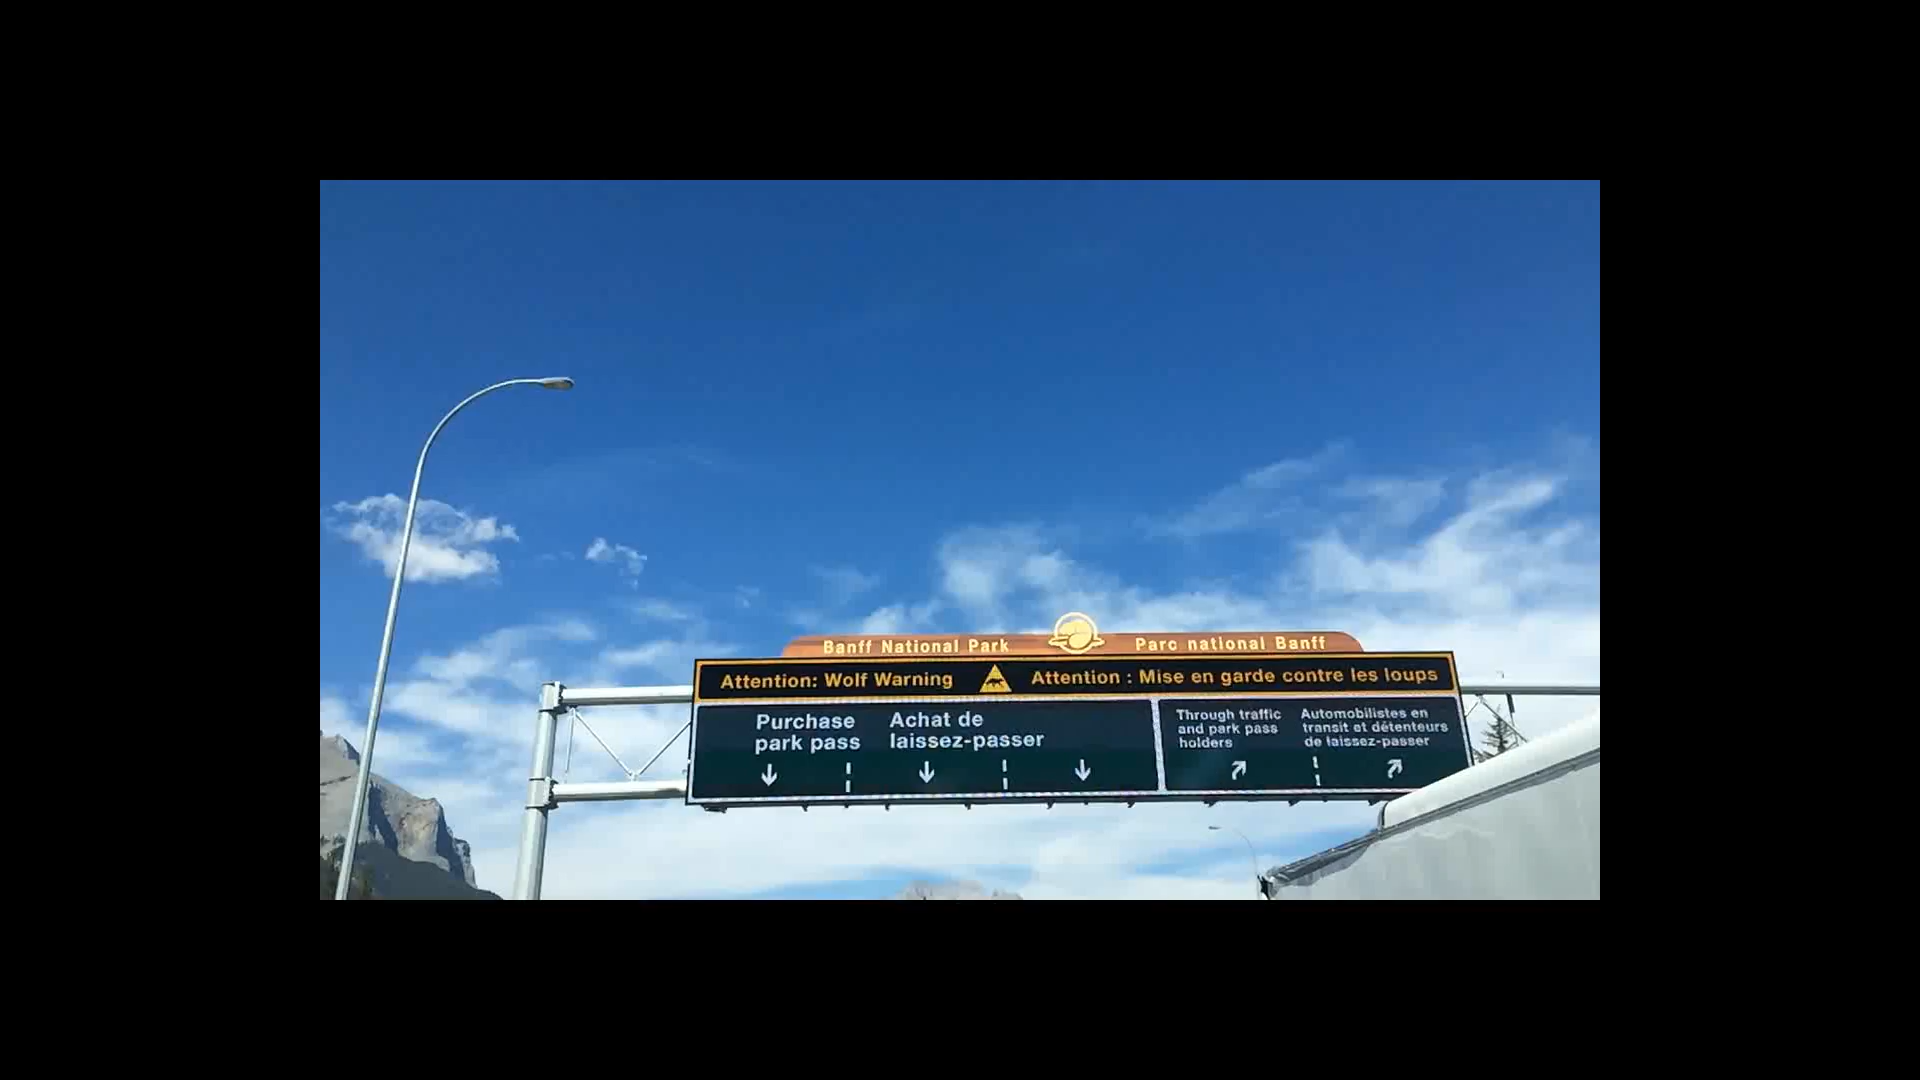 Banff National Park
Parc national Banff
Attention: Wolf Warning
Attention : Mise en garde contre les loups
Purchase
park pass
Achat de
laissez-passer
Through traffic
and park pass
holders
Automobilistes en
transit et détenteurs
de laissez-passer